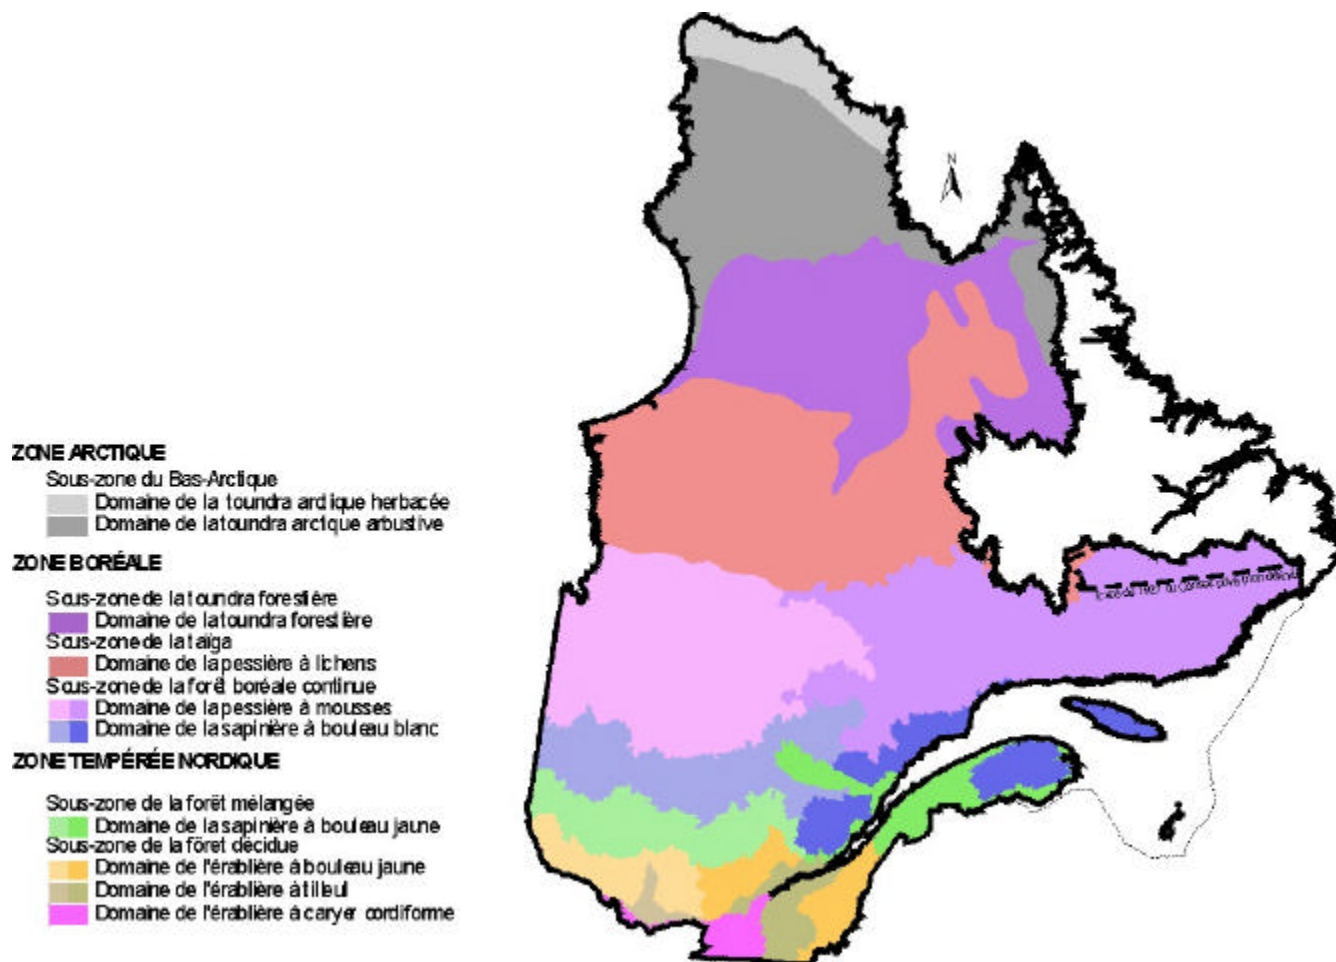 N
ZONE ARCTIQUE
Sous-zone du Bas-Arctique
Domaine de la toundra arctique herbacée
Domaine de la toundra arctique arbustive
ZONE BORÉALE
Sous-zone de la toundra forestière
Domaine de la toundra forestière
Sous-zone de la taïga
Domaine de la pessière à lichens
Sous-zone de la forêt boréale continue
Domaine de la pessière à mousses
Domaine de la sapinière à bouleau blanc
ZONE TEMPÉRÉE NORDIQUE
Sous-zone de la forêt mélangée
Domaine de la sapinière à bouleau jaune
Sous-zone de la fôret décidue
Domaine de l'érablière à bouleau jaune
Domaine de l'érablière à tilleul
Domaine de l'érablière à caryer cordiforme
de 1927 du